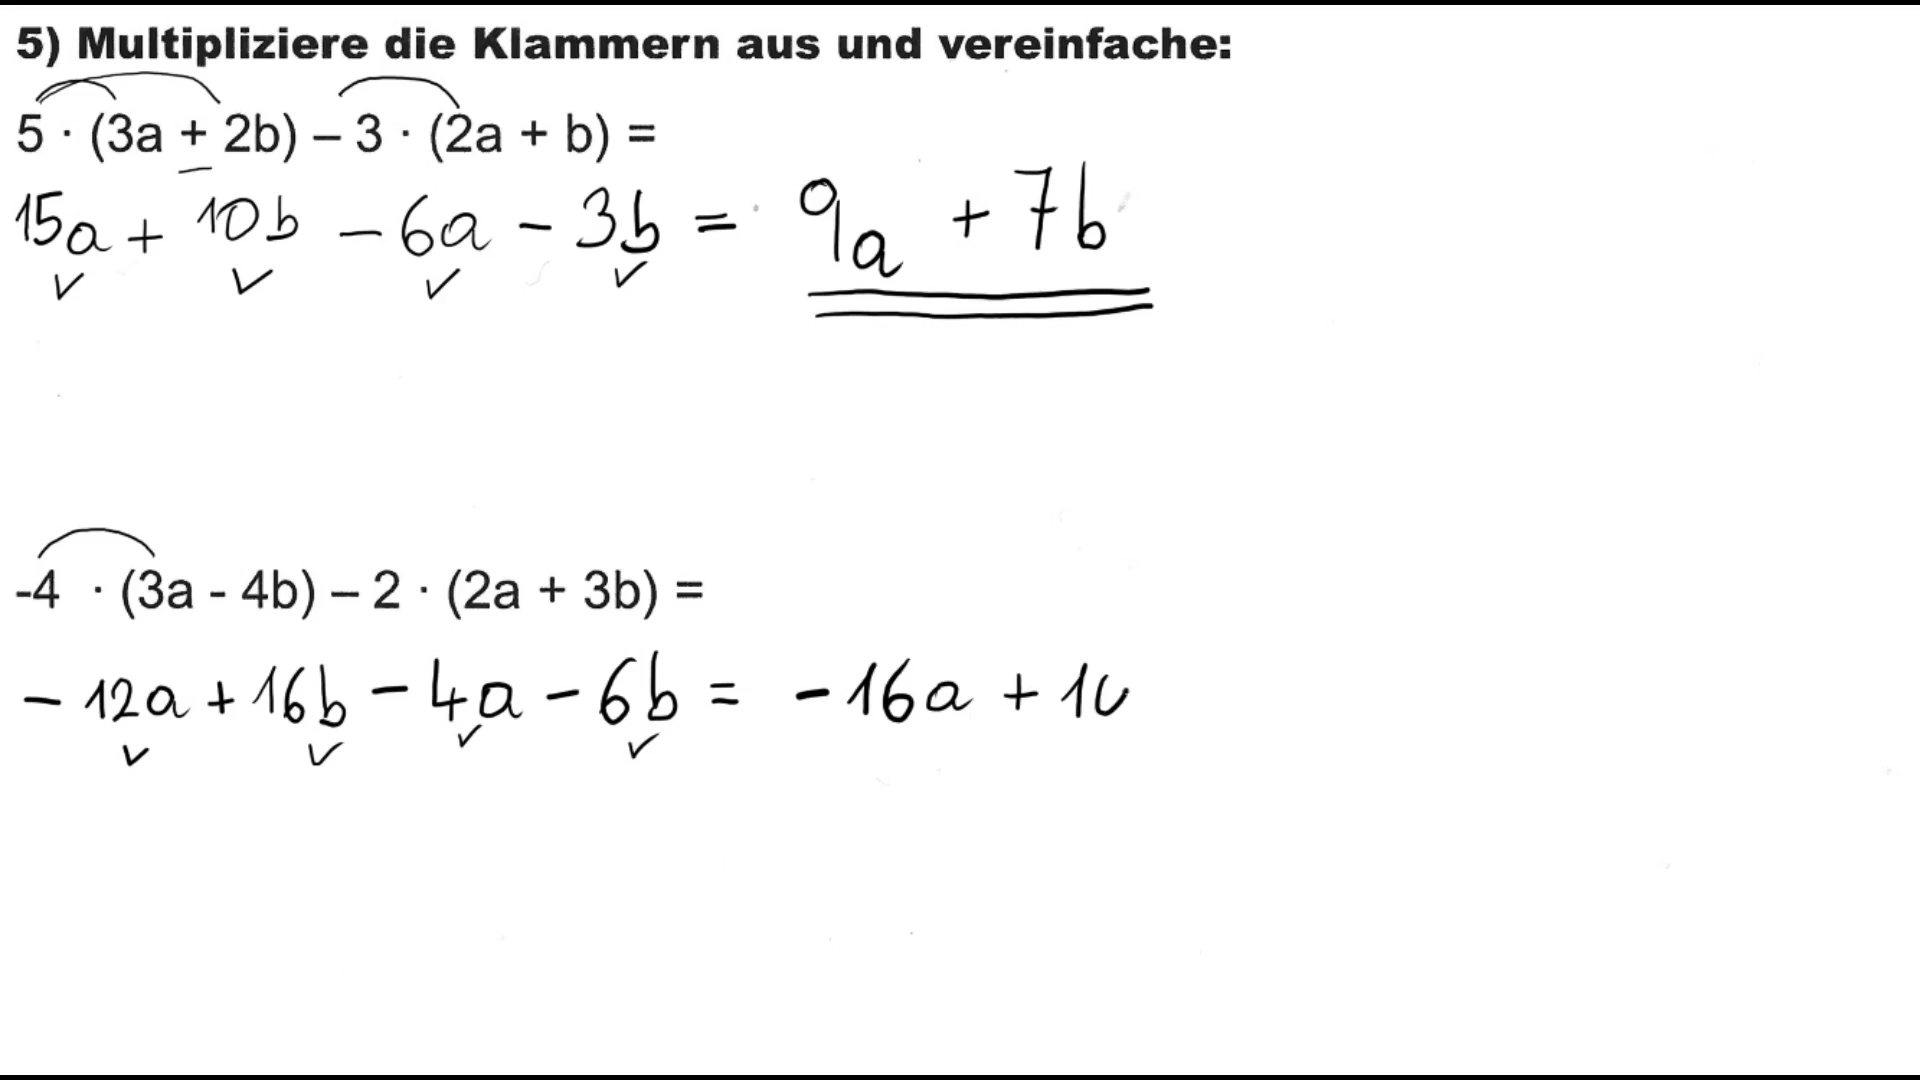 5) Multipliziere die Klammern aus und vereinfache:
5 · (3a + 2b) – 3 · (2a + b) =
15a + 10b – 6a – 3b = 9a + 7b
-4 · (3a - 4b) – 2 · (2a + 3b) =
– 12a + 16b – 4a – 6b = – 16a + 1